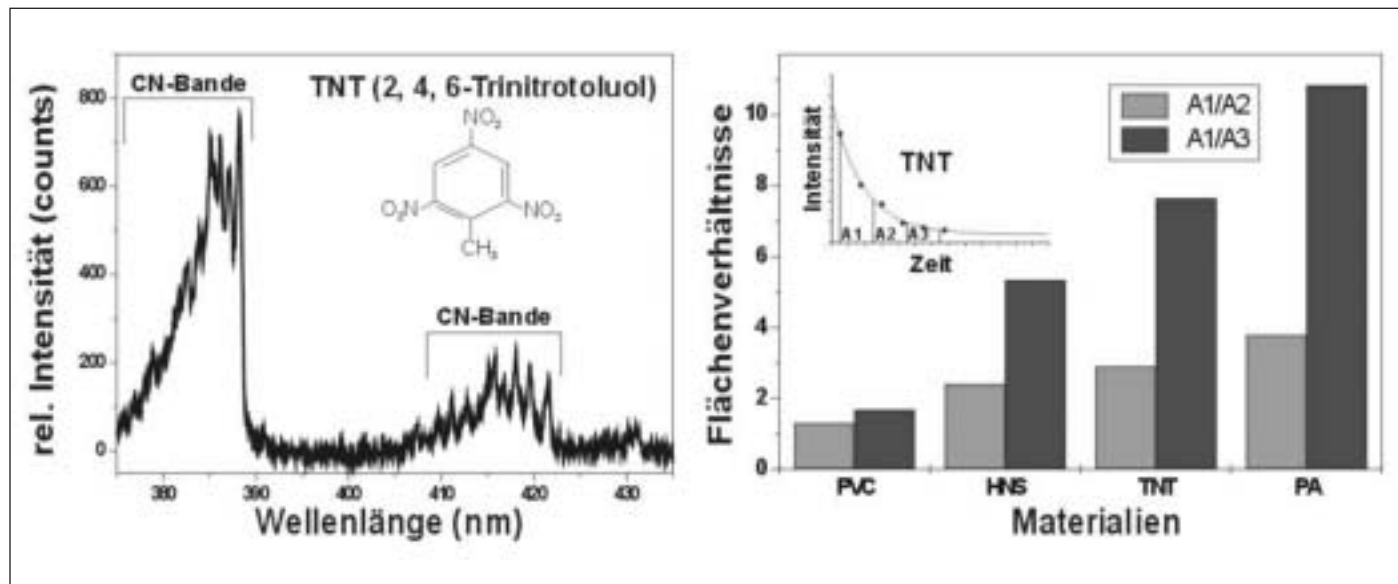 CN-Bande
TNT (2, 4, 6-Trinitrotoluol)
NO₂
O₂N
NO₂
CH₃
CN-Bande
rel. Intensität (counts)
800
600
400
200
0
380
390
400
410
420
430
Wellenlänge (nm)
A1/A2
A1/A3
Intensität
TNT
A1
A2
A3
Zeit
Flächenverhältnisse
10
8
6
4
2
0
PVC
HNS
TNT
PA
Materialien